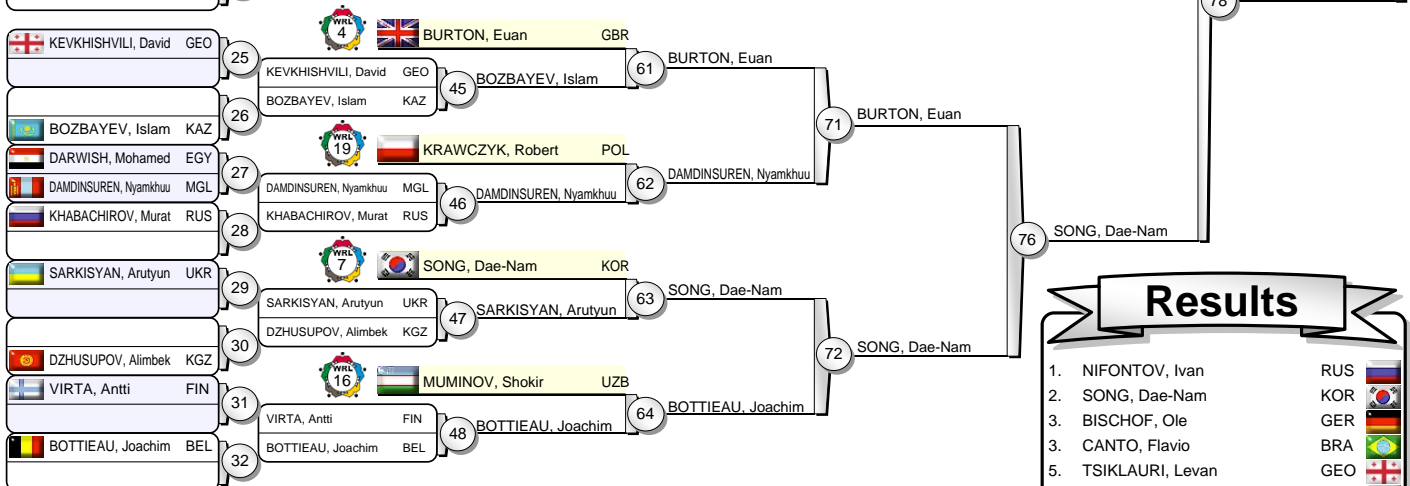 78
KEVKHISHVILI, David GEO
25
BOZBAYEV, Islam KAZ
26
DARWISH, Mohamed EGY
27
DAMDINSUREN, Nyamkhuu MGL
KHABACHIROV, Murat RUS
28
SARKISYAN, Arutyun UKR
29
DZHUSUPOV, Alimbek KGZ
30
VIRTA, Antti FIN
31
BOTTIEAU, Joachim BEL
32
WRL 4
BURTON, Euan GBR
KEVKHISHVILI, David GEO
BOZBAYEV, Islam KAZ
45
BOZBAYEV, Islam
61
WRL 19
KRAWCZYK, Robert POL
DAMDINSUREN, Nyamkhuu MGL
KHABACHIROV, Murat RUS
46
DAMDINSUREN, Nyamkhuu
62
WRL 7
SONG, Dae-Nam KOR
SARKISYAN, Arutyun UKR
DZHUSUPOV, Alimbek KGZ
47
SARKISYAN, Arutyun
63
WRL 16
MUMINOV, Shokir UZB
VIRTA, Antti FIN
BOTTIEAU, Joachim BEL
48
BOTTIEAU, Joachim
64
BURTON, Euan
71
DAMDINSUREN, Nyamkhuu
SONG, Dae-Nam
72
BOTTIEAU, Joachim
BURTON, Euan
76
SONG, Dae-Nam
SONG, Dae-Nam
Results
1. NIFONTOV, Ivan RUS
2. SONG, Dae-Nam KOR
3. BISCHOF, Ole GER
3. CANTO, Flavio BRA
5. TSIKLAURI, Levan GEO